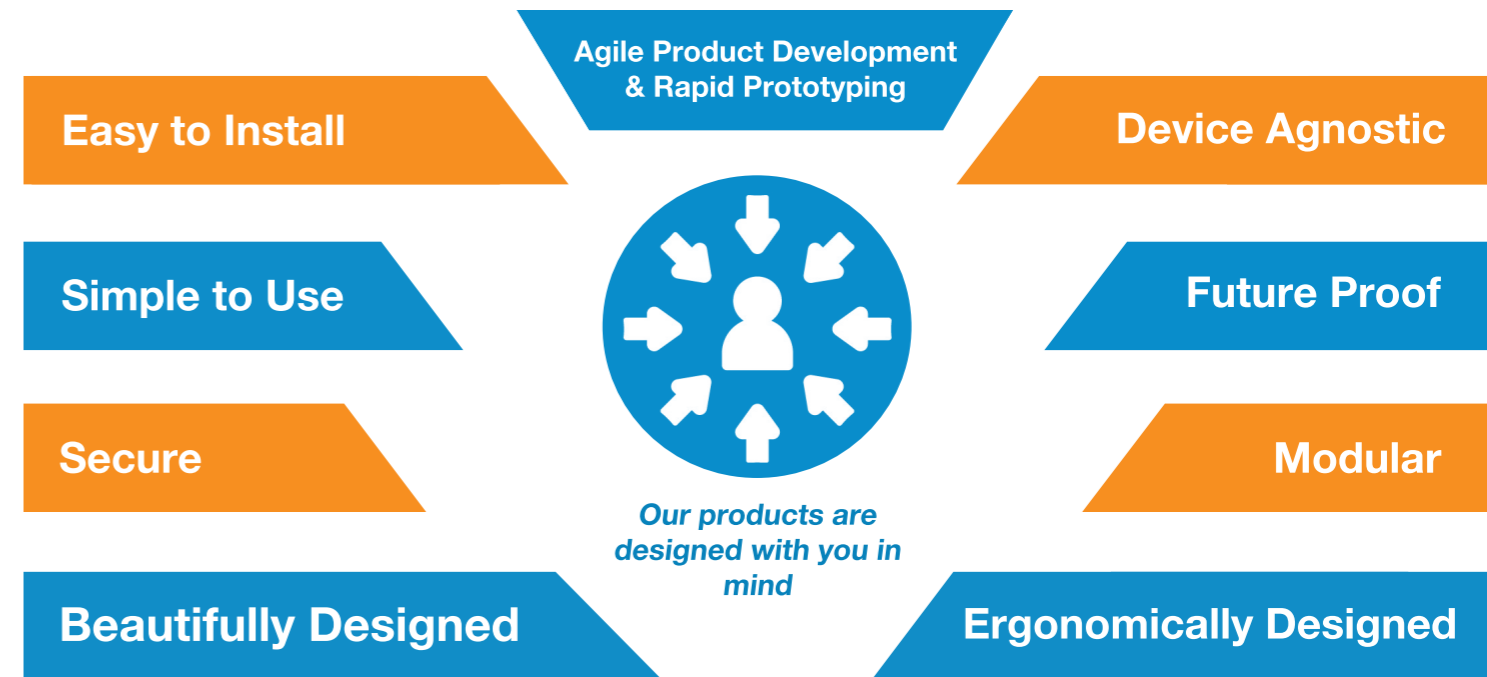 Agile Product Development
& Rapid Prototyping
Easy to Install
Device Agnostic
Simple to Use
Future Proof
Secure
Modular
Our products are
designed with you in
mind
Beautifully Designed
Ergonomically Designed